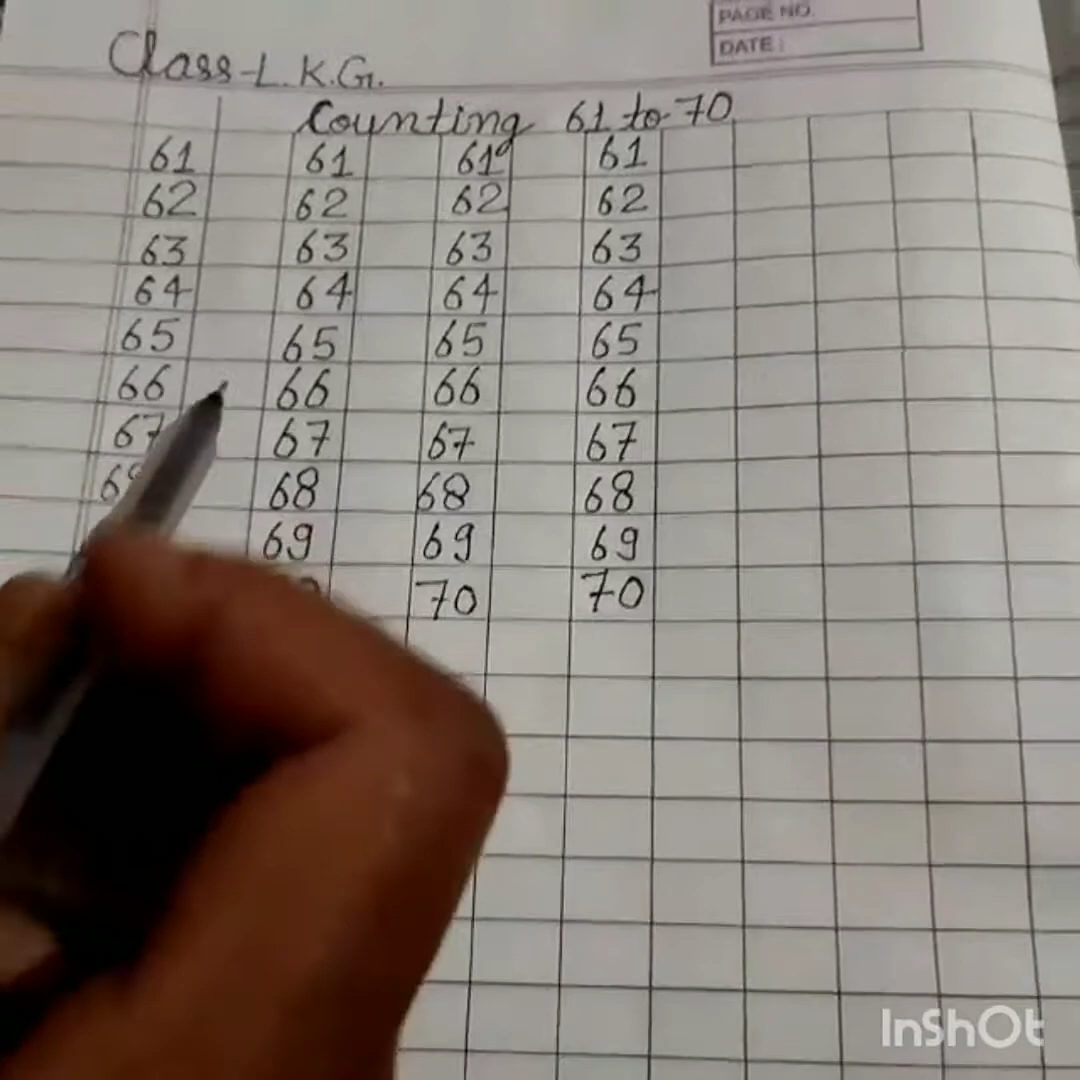 PAGE NO.
DATE :
Class-L.K.G.
Counting 61 to 70
61 61 61 61
62 62 62 62
63 63 63 63
64 64 64 64
65 65 65 65
66 66 66 66
67 67 67 67
68 68 68
69 69 69
70 70
InShOt